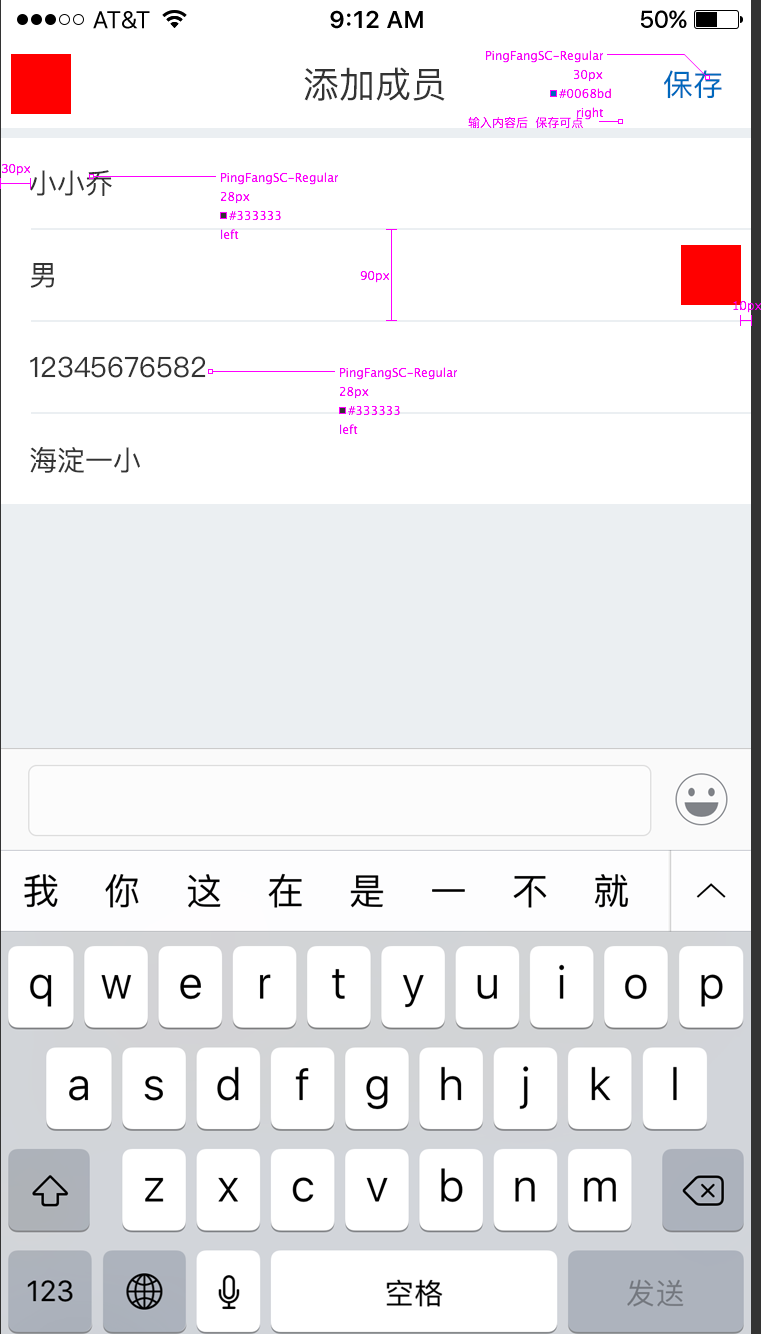 AT&T 9:12 AM 50%
添加成员
保存
PingFangSC-Regular
30px
#0068bd
right
输入内容后 保存可点
30px
小小乔
PingFangSC-Regular
28px
#333333
left
男
90px
10px
12345676582
PingFangSC-Regular
28px
#333333
left
海淀一小
我 你 这 在 是 一 不 就
q w e r t y u i o p
a s d f g h j k l
z x c v b n m
123 空格 发送